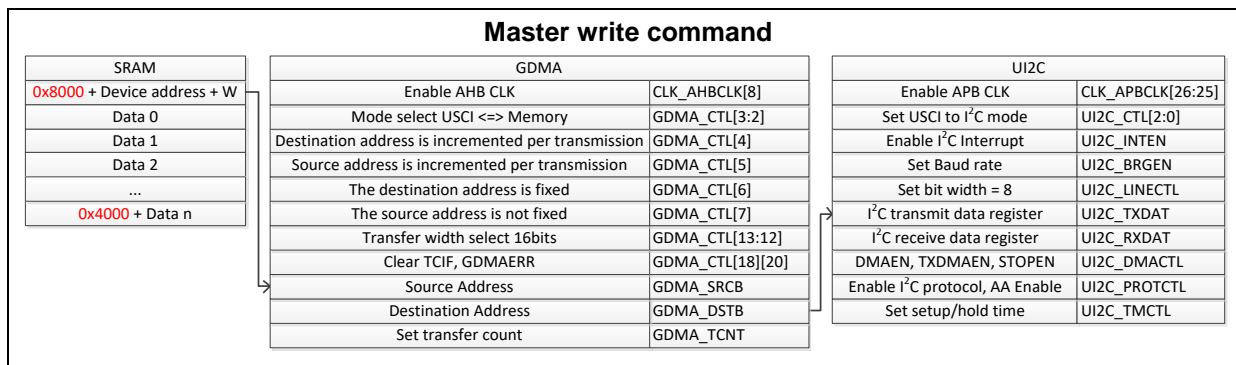 Master write command
SRAM
0x8000 + Device address + W
Data 0
Data 1
Data 2
...
0x4000 + Data n
GDMA
Enable AHB CLK CLK_AHBCLK[8]
Mode select USCI <=> Memory GDMA_CTL[3:2]
Destination address is incremented per transmission GDMA_CTL[4]
Source address is incremented per transmission GDMA_CTL[5]
The destination address is fixed GDMA_CTL[6]
The source address is not fixed GDMA_CTL[7]
Transfer width select 16bits GDMA_CTL[13:12]
Clear TCIF, GDMAERR GDMA_CTL[18][20]
Source Address GDMA_SRCB
Destination Address GDMA_DSTB
Set transfer count GDMA_TCNT
UI2C
Enable APB CLK CLK_APBCLK[26:25]
Set USCI to I²C mode UI2C_CTL[2:0]
Enable I²C Interrupt UI2C_INTEN
Set Baud rate UI2C_BRGEN
Set bit width = 8 UI2C_LINECTL
I²C transmit data register UI2C_TXDAT
I²C receive data register UI2C_RXDAT
DMAEN, TXDMAEN, STOPEN UI2C_DMACTL
Enable I²C protocol, AA Enable UI2C_PROTCTL
Set setup/hold time UI2C_TMCTL